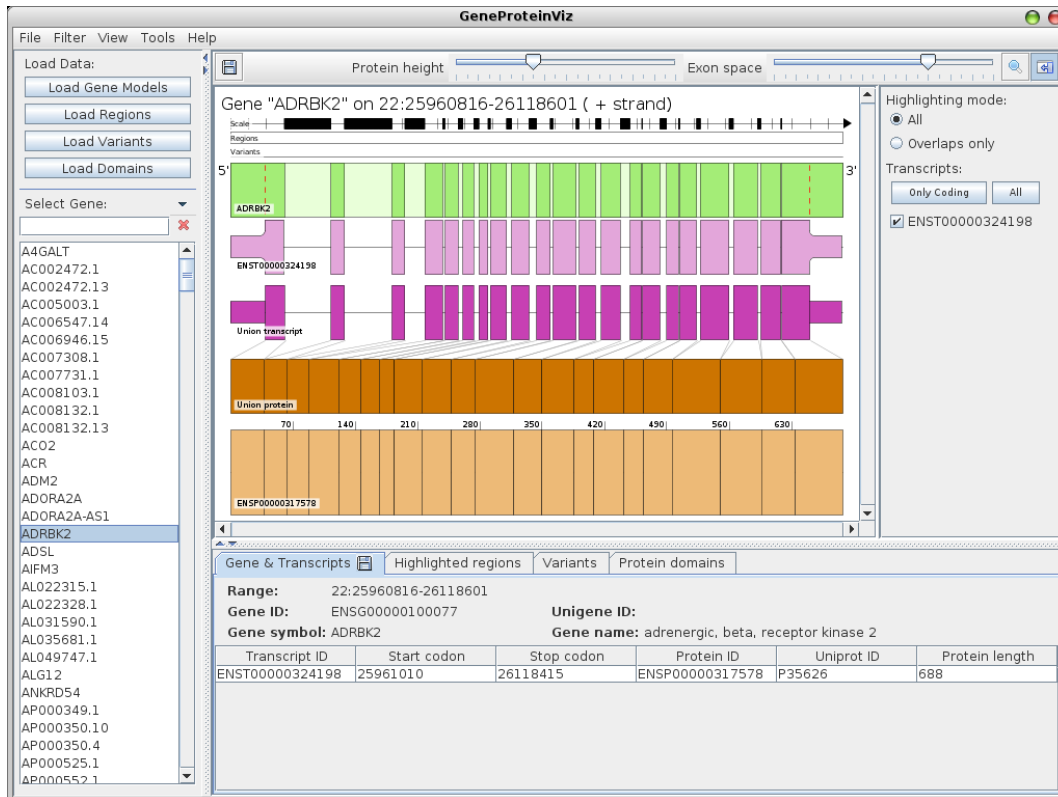 GeneProteinViz
File Filter View Tools Help
Load Data:
Load Gene Models
Load Regions
Load Variants
Load Domains
Select Gene:
A4GALT
AC002472.1
AC002472.13
AC005003.1
AC006547.14
AC006946.15
AC007308.1
AC007731.1
AC008103.1
AC008132.1
AC008132.13
ACO2
ACR
ADM2
ADORA2A
ADORA2A-AS1
ADRBK2
ADSL
AIFM3
AL022315.1
AL022328.1
AL031590.1
AL035681.1
AL049747.1
ALG12
ANKRD54
AP000349.1
AP000350.10
AP000350.4
AP000525.1
AP000552.1
Protein height
Exon space
Gene "ADRBK2" on 22:25960816-26118601 ( + strand)
Scale
Regions
Variants
5' 3'
ADRBK2
ENST00000324198
Union transcript
Union protein
70| 140| 210| 280| 350| 420| 490| 560| 630|
ENSP00000317578
Highlighting mode:
All
Overlaps only
Transcripts:
Only Coding All
ENST00000324198
Gene & Transcripts Highlighted regions Variants Protein domains
Range: 22:25960816-26118601
Gene ID: ENSG00000100077 Unigene ID:
Gene symbol: ADRBK2 Gene name: adrenergic, beta, receptor kinase 2
Transcript ID Start codon Stop codon Protein ID Uniprot ID Protein length
ENST00000324198 25961010 26118415 ENSP00000317578 P35626 688